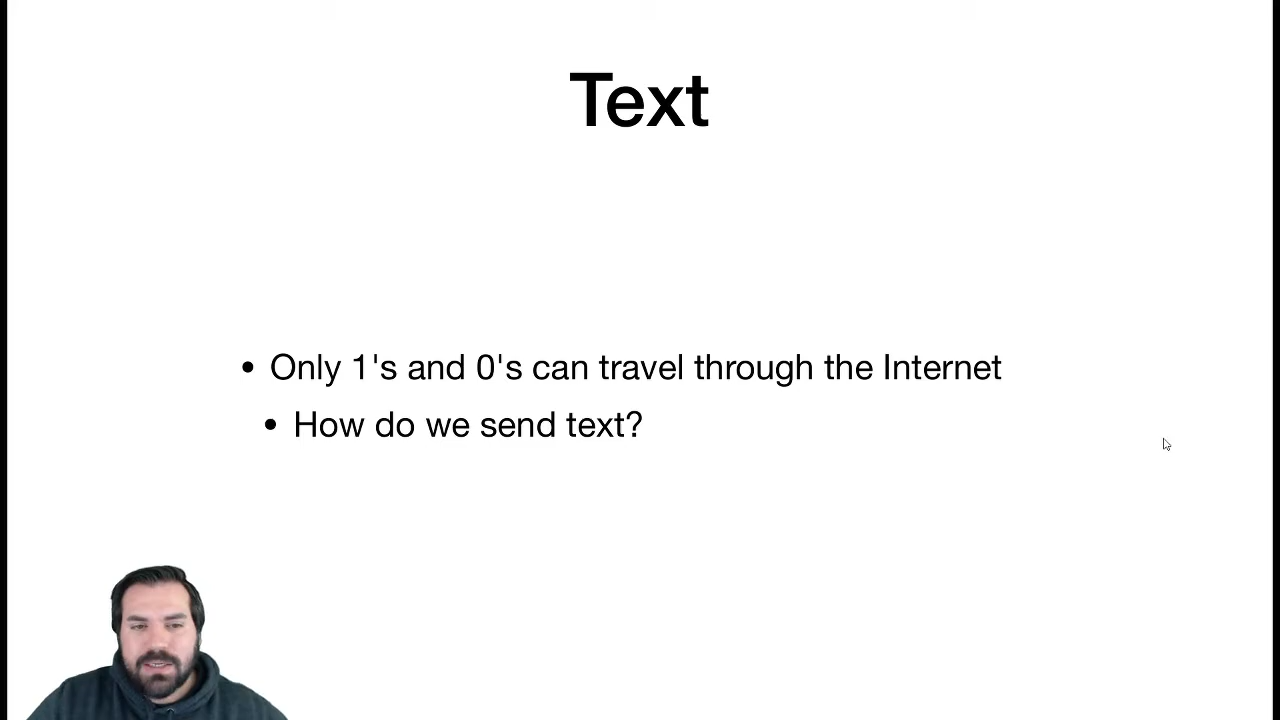 Text
• Only 1's and 0's can travel through the Internet
• How do we send text?